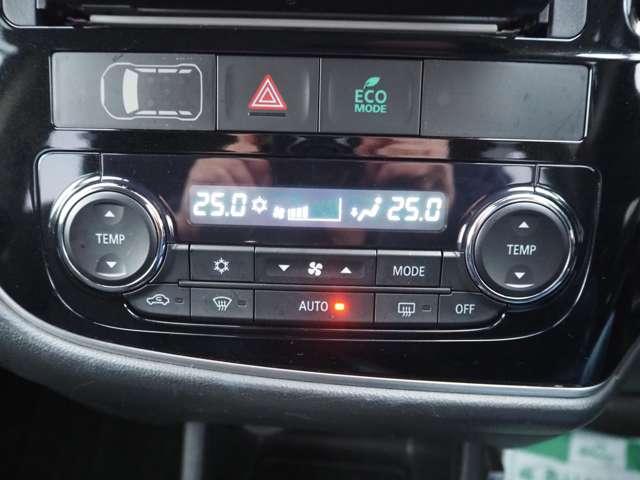 ECO
MODE
25.0 25.0
TEMP
TEMP
MODE
AUTO
OFF